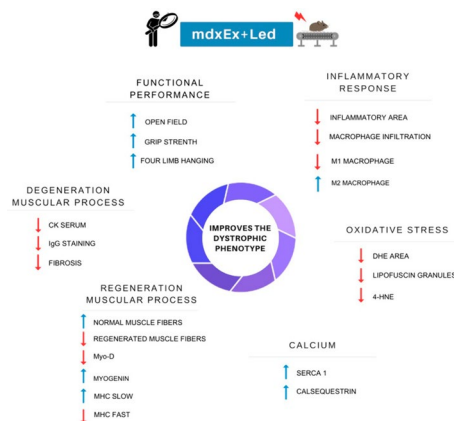 mdxEx+Led
FUNCTIONAL
PERFORMANCE
OPEN FIELD
GRIP STRENTH
FOUR LIMB HANGING
INFLAMMATORY
RESPONSE
INFLAMMATORY AREA
MACROPHAGE INFILTRATION
M1 MACROPHAGE
M2 MACROPHAGE
DEGENERATION
MUSCULAR PROCESS
CK SERUM
IgG STAINING
FIBROSIS
IMPROVES THE
DYSTROPHIC
PHENOTYPE
OXIDATIVE STRESS
DHE AREA
LIPOFUSCIN GRANULES
4-HNE
REGENERATION
MUSCULAR PROCESS
NORMAL MUSCLE FIBERS
REGENERATED MUSCLE FIBERS
Myo-D
MYOGENIN
MHC SLOW
MHC FAST
CALCIUM
SERCA 1
CALSEQUESTRIN